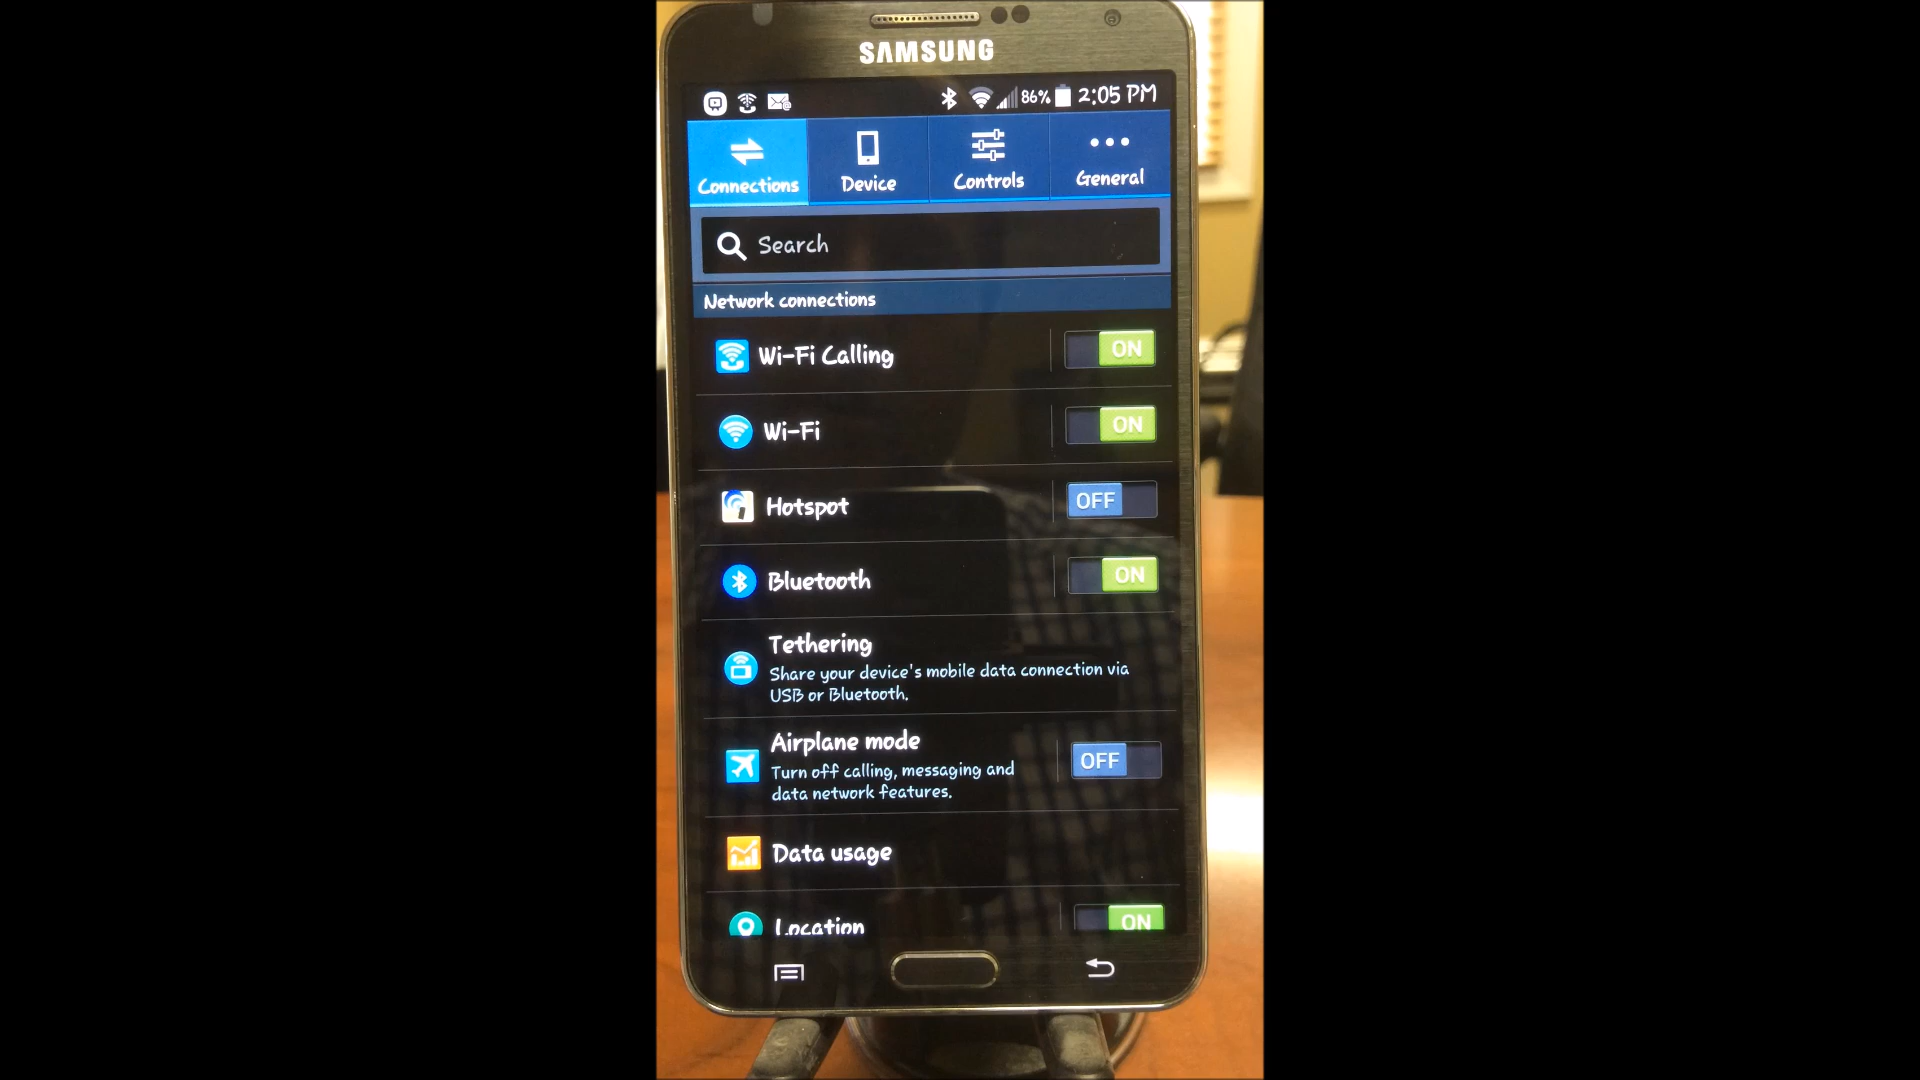 SAMSUNG
86% 2:05 PM
Connections Device Controls General
Search
Network connections
Wi-Fi Calling ON
Wi-Fi ON
Hotspot OFF
Bluetooth ON
Tethering
Share your device's mobile data connection via
USB or Bluetooth.
Airplane mode OFF
Turn off calling, messaging and
data network features.
Data usage
Location ON